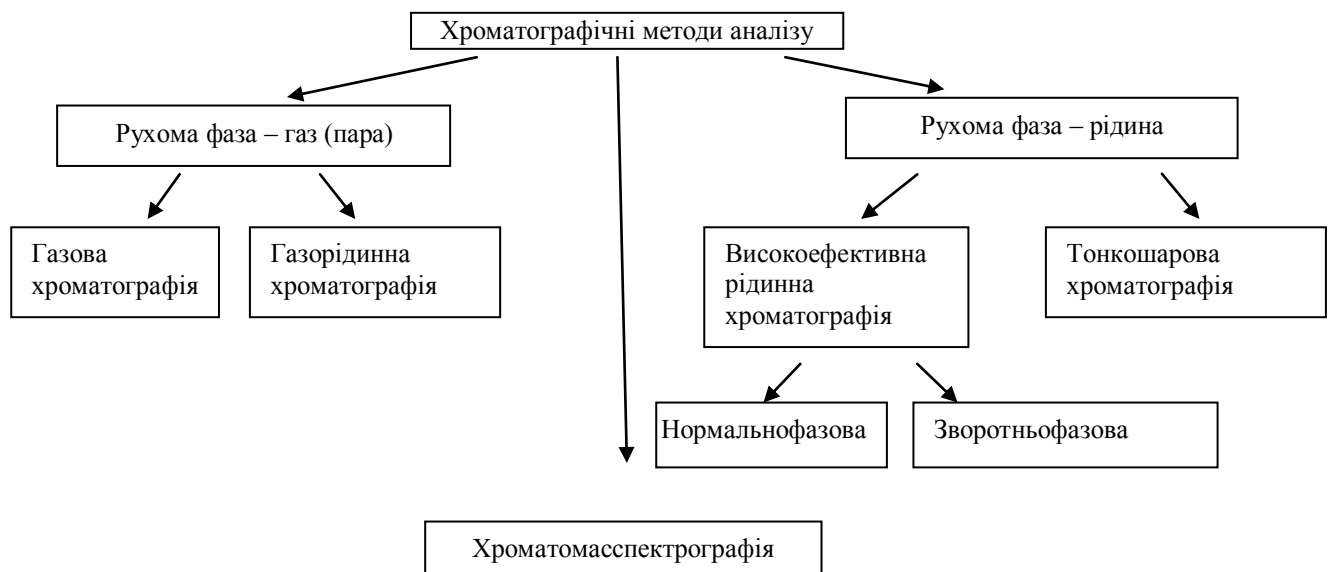 Хроматографічні методи аналізу
Рухома фаза – газ (пара)
Рухома фаза – рідина
Газова
хроматографія
Газорідинна
хроматографія
Високоефективна
рідинна
хроматографія
Тонкошарова
хроматографія
Нормальнофазова
Зворотньофазова
Хроматомасспектрографія